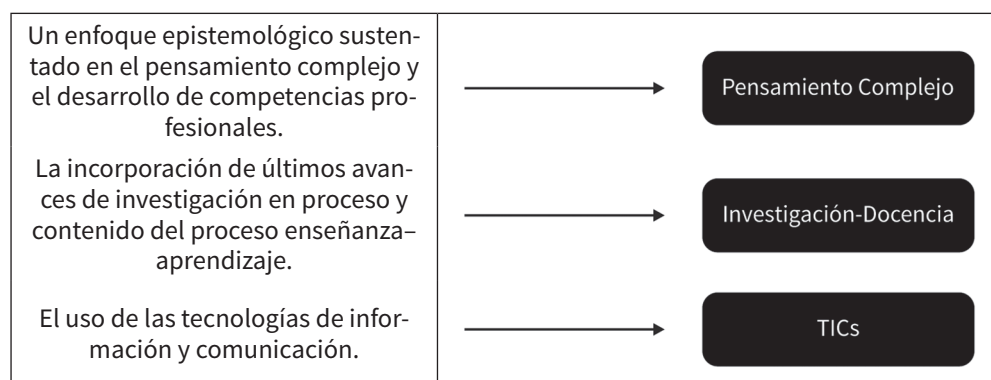 Un enfoque epistemológico susten-
tado en el pensamiento complejo y
el desarrollo de competencias pro-
fesionales.
Pensamiento Complejo
La incorporación de últimos avan-
ces de investigación en proceso y
contenido del proceso enseñanza–
aprendizaje.
Investigación-Docencia
El uso de las tecnologías de infor-
mación y comunicación.
TICs